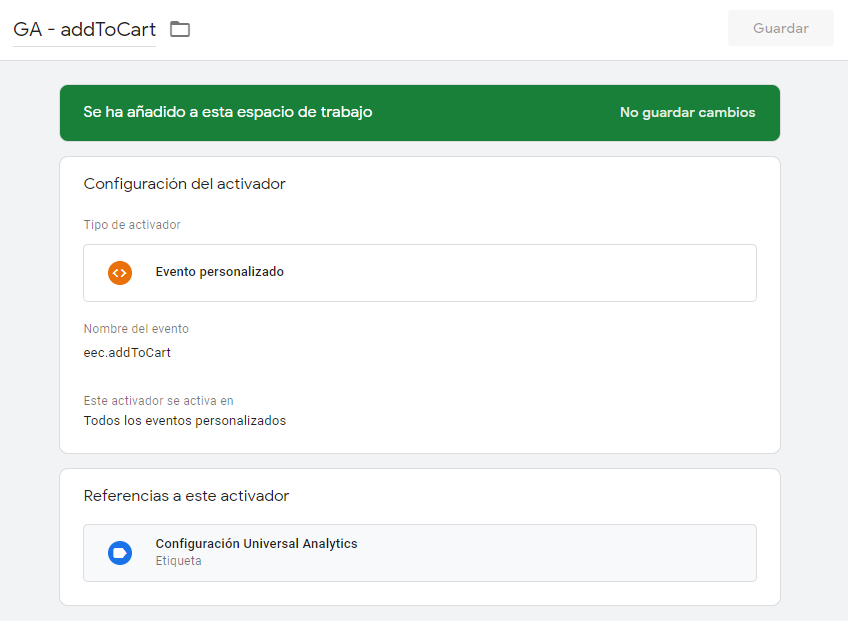 GA - addToCart
Guardar
Se ha añadido a esta espacio de trabajo
No guardar cambios
Configuración del activador
Tipo de activador
Evento personalizado
Nombre del evento
eec.addToCart
Este activador se activa en
Todos los eventos personalizados
Referencias a este activador
Configuración Universal Analytics
Etiqueta